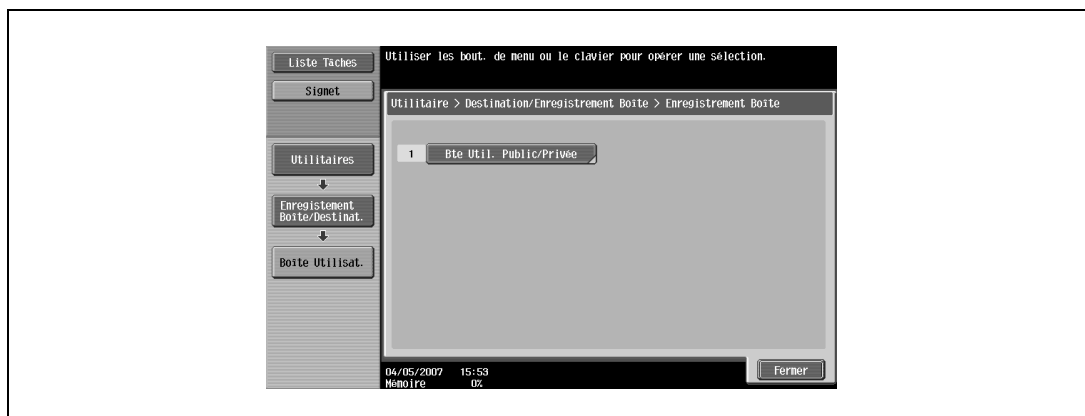 Liste Tâches
Signet
Utilitaires
Enregistement
Boîte/Destinat.
Boîte Utilisat.
Utiliser les bout. de menu ou le clavier pour opérer une sélection.
Utilitaire > Destination/Enregistrement Boîte > Enregistrement Boîte
1 Bte Util. Public/Privée
04/05/2007 15:53
Mémoire 0%
Fermer